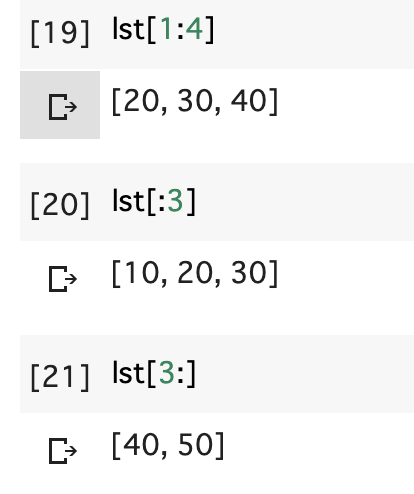 [19] lst[1:4]
[20, 30, 40]
[20] lst[:3]
[10, 20, 30]
[21] lst[3:]
[40, 50]